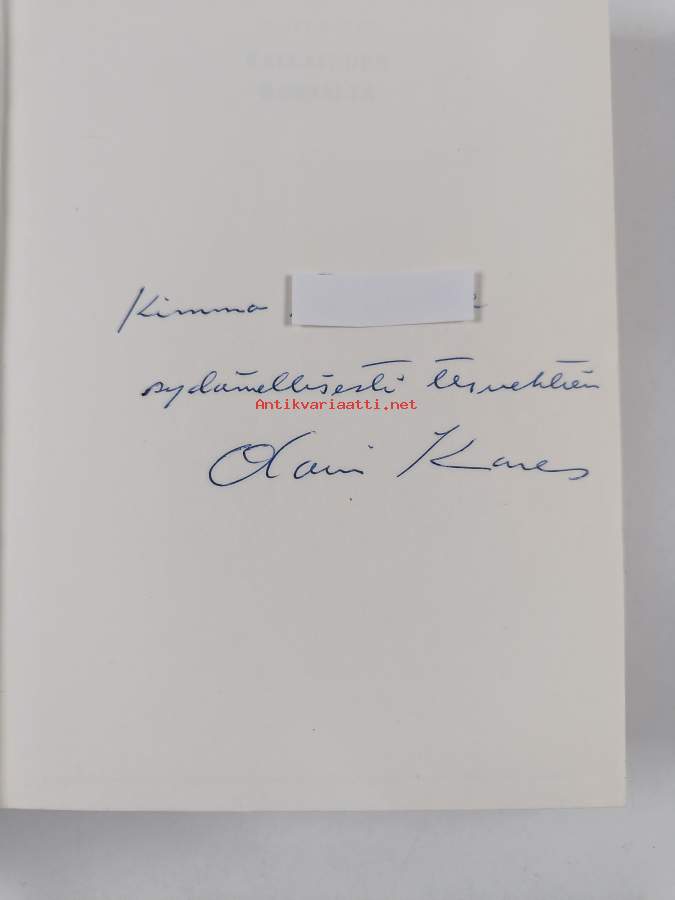 Kimmo
sydämellisesti tervehtien
Antikvariaatti.net
Olavi Kares